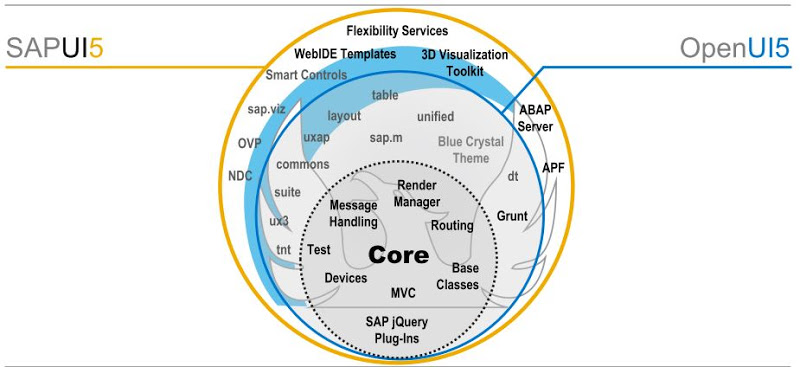 Flexibility Services
SAPUI5
OpenUI5
WebIDE Templates
3D Visualization
Toolkit
Smart Controls
table
sap.viz
layout
unified
ABAP
Server
uxap
sap.m
OVP
Blue Crystal
Theme
commons
NDC
dt
APF
suite
Render
Manager
Message
Handling
ux3
Routing
Grunt
tnt
Test
Core
Devices
Base
Classes
MVC
SAP jQuery
Plug-Ins